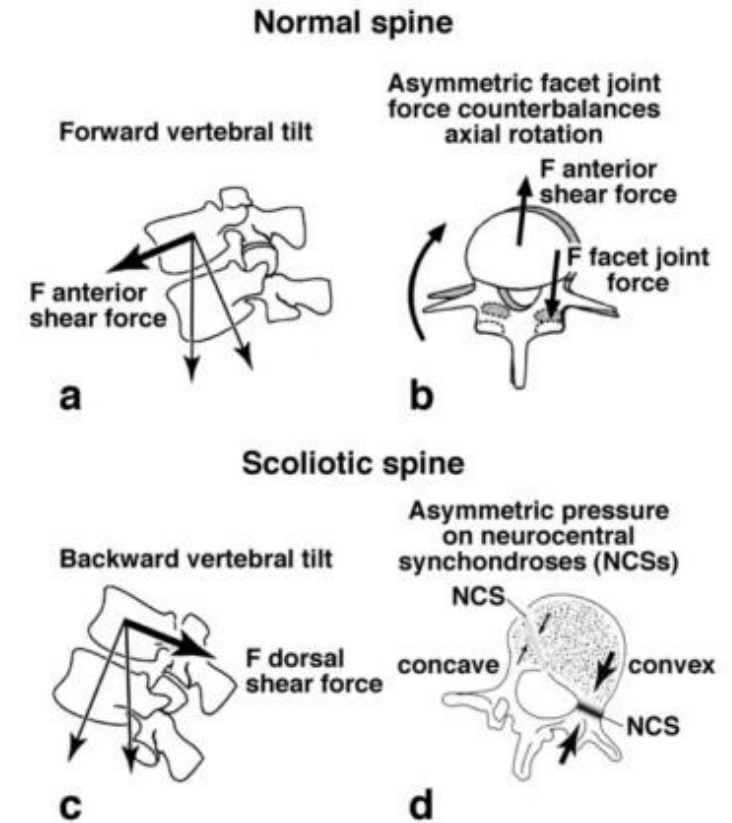 Normal spine
Forward vertebral tilt
F anterior
shear force
a
Asymmetric facet joint
force counterbalances
axial rotation
F anterior
shear force
F facet joint
force
b
Scoliotic spine
Backward vertebral tilt
F dorsal
shear force
c
Asymmetric pressure
on neurocentral
synchondroses (NCSs)
NCS
concave
convex
NCS
d